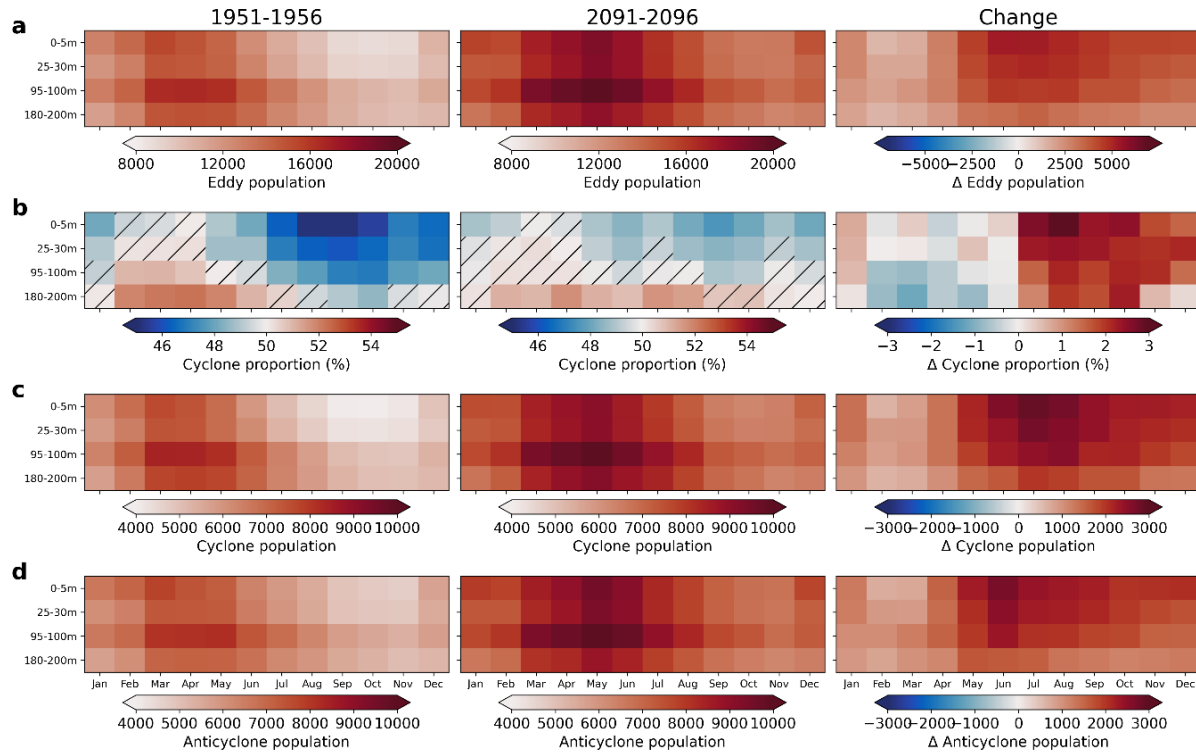 1951-1956 2091-2096 Change
a
0-5m
25-30m
95-100m
180-200m
8000 12000 16000 20000 8000 12000 16000 20000 −5000 −2500 0 2500 5000
Eddy population Eddy population Δ Eddy population
b
0-5m
25-30m
95-100m
180-200m
46 48 50 52 54 46 48 50 52 54 −3 −2 −1 0 1 2 3
Cyclone proportion (%) Cyclone proportion (%) Δ Cyclone proportion (%)
c
0-5m
25-30m
95-100m
180-200m
4000 5000 6000 7000 8000 9000 10000 4000 5000 6000 7000 8000 9000 10000 −3000 −2000 −1000 0 1000 2000 3000
Cyclone population Cyclone population Δ Cyclone population
d
0-5m
25-30m
95-100m
180-200m
Jan Feb Mar Apr May Jun Jul Aug Sep Oct Nov Dec Jan Feb Mar Apr May Jun Jul Aug Sep Oct Nov Dec Jan Feb Mar Apr May Jun Jul Aug Sep Oct Nov Dec
4000 5000 6000 7000 8000 9000 10000 4000 5000 6000 7000 8000 9000 10000 −3000 −2000 −1000 0 1000 2000 3000
Anticyclone population Anticyclone population Δ Anticyclone population